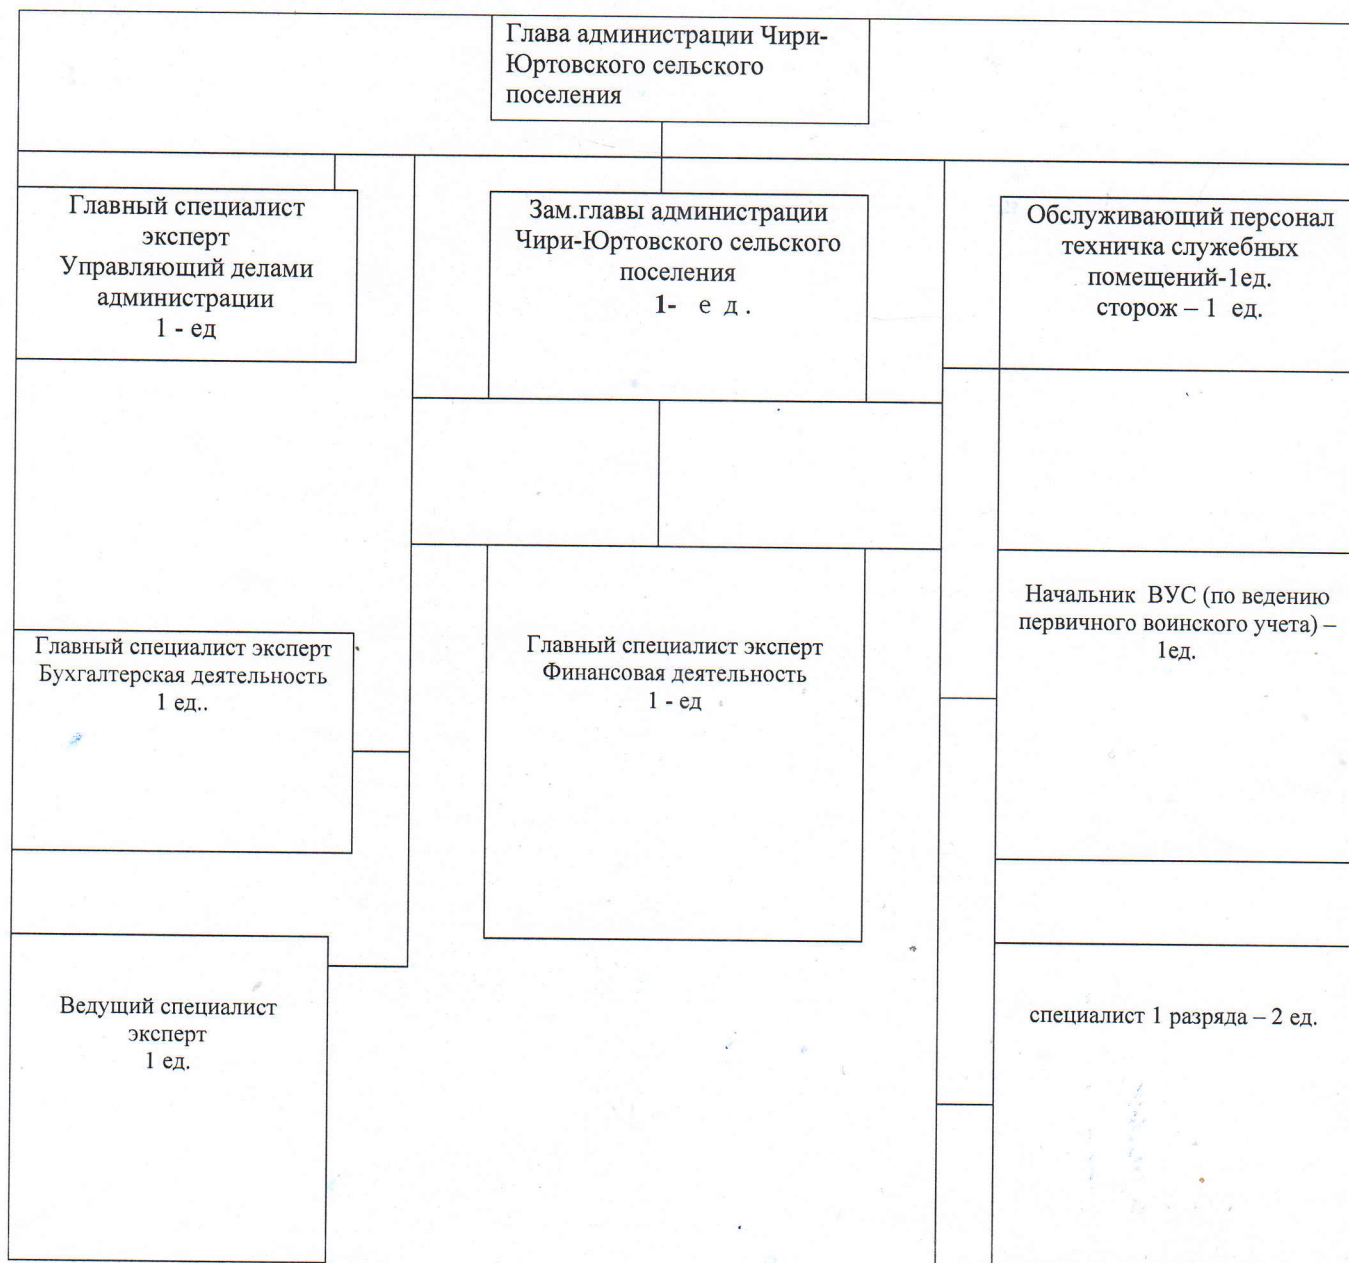 Глава администрации Чири-
Юртовского сельского
поселения
Главный специалист
эксперт
Управляющий делами
администрации
1 - ед
Зам.главы администрации
Чири-Юртовского сельского
поселения
1- е д .
Обслуживающий персонал
техничка служебных
помещений-1ед.
сторож – 1 ед.
Главный специалист эксперт
Бухгалтерская деятельность
1 ед..
Главный специалист эксперт
Финансовая деятельность
1 - ед
Начальник ВУС (по ведению
первичного воинского учета) –
1ед.
Ведущий специалист
эксперт
1 ед.
специалист 1 разряда – 2 ед.